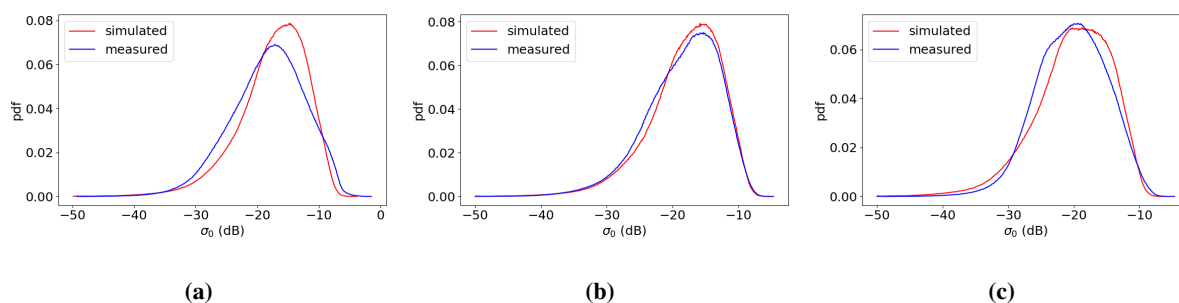 simulated
measured
0.08
0.06
0.04
0.02
0.00
pdf
−50 −40 −30 −20 −10 0
σ₀ (dB)
(a)
simulated
measured
0.08
0.06
0.04
0.02
0.00
pdf
−50 −40 −30 −20 −10
σ₀ (dB)
(b)
simulated
measured
0.06
0.04
0.02
0.00
pdf
−50 −40 −30 −20 −10
σ₀ (dB)
(c)